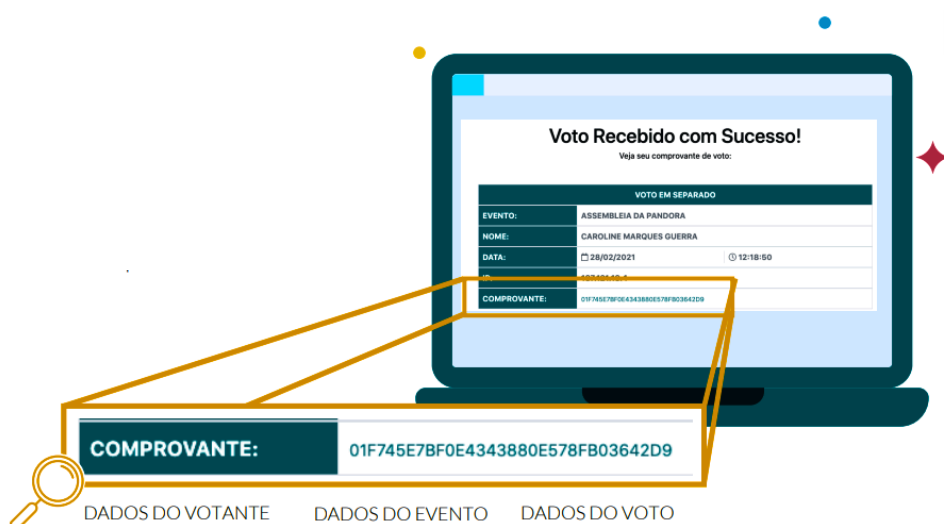 Voto Recebido com Sucesso!
Veja seu comprovante de voto:
VOTO EM SEPARADO
EVENTO: ASSEMBLEIA DA PANDORA
NOME: CAROLINE MARQUES GUERRA
DATA: 28/02/2021 12:18:50
ID:
COMPROVANTE: 01F745E7BF0E4343880E578FB03642D9
COMPROVANTE: 01F745E7BF0E4343880E578FB03642D9
DADOS DO VOTANTE DADOS DO EVENTO DADOS DO VOTO